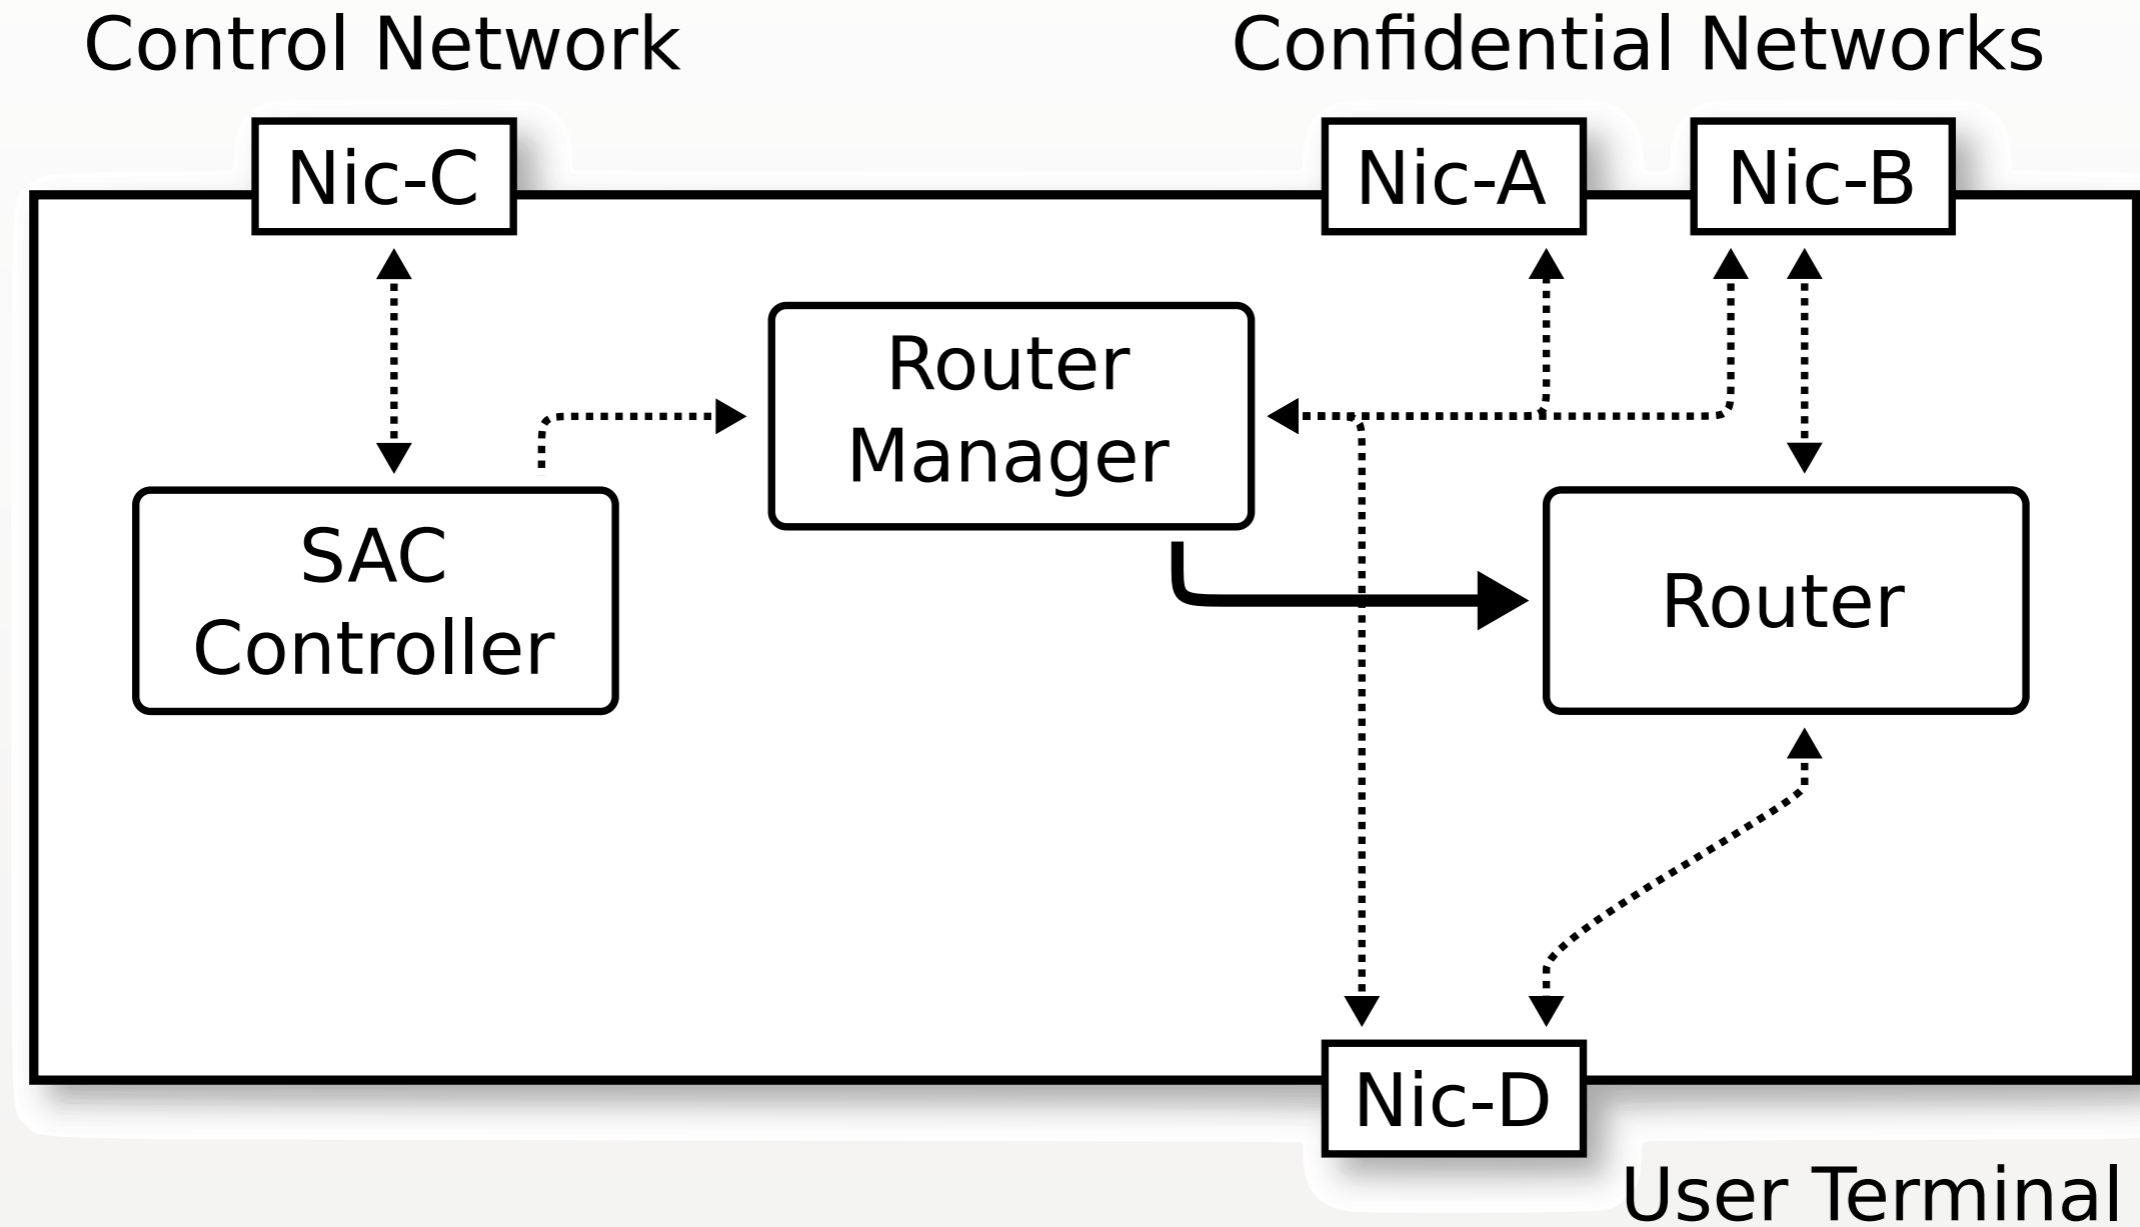 Control Network
Confidential Networks
Nic-C
Nic-A
Nic-B
Router
Manager
SAC
Controller
Router
Nic-D
User Terminal